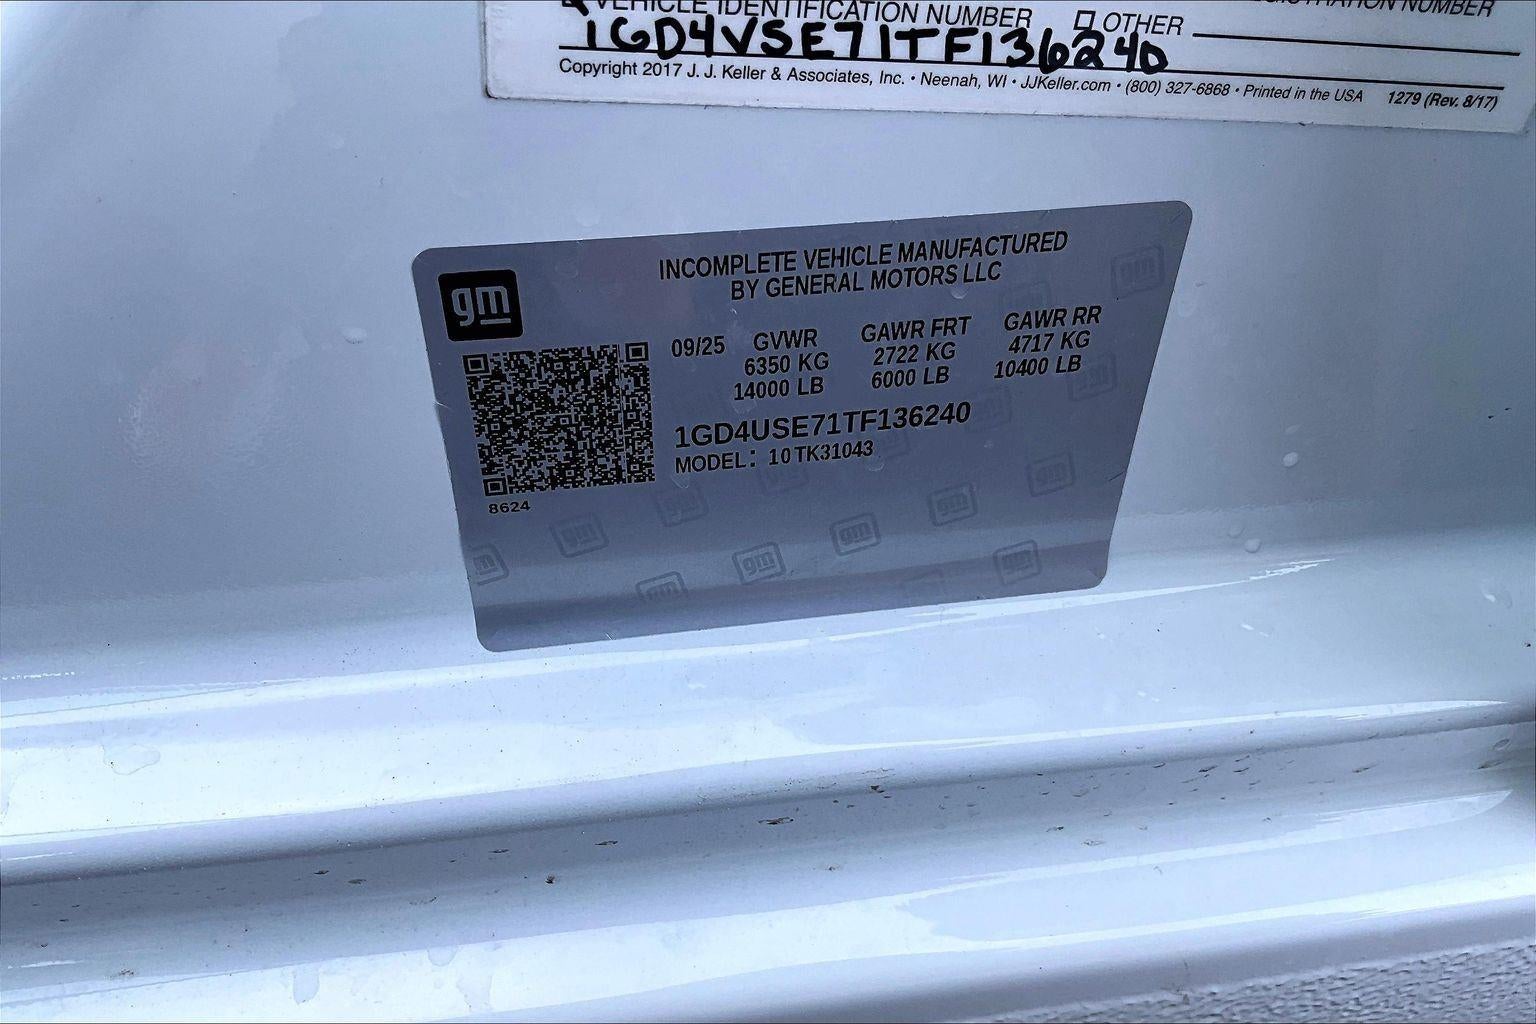 VEHICLE IDENTIFICATION NUMBER
OTHER
REGISTRATION NUMBER
1GD4VSE71TF136240
Copyright 2017 J. J. Keller & Associates, Inc. • Neenah, WI • JJKeller.com • (800) 327-6868 • Printed in the USA 1279 (Rev. 8/17)
gm
INCOMPLETE VEHICLE MANUFACTURED
BY GENERAL MOTORS LLC
09/25 GVWR GAWR FRT GAWR RR
6350 KG 2722 KG 4717 KG
14000 LB 6000 LB 10400 LB
1GD4USE71TF136240
MODEL: 10TK31043
8624